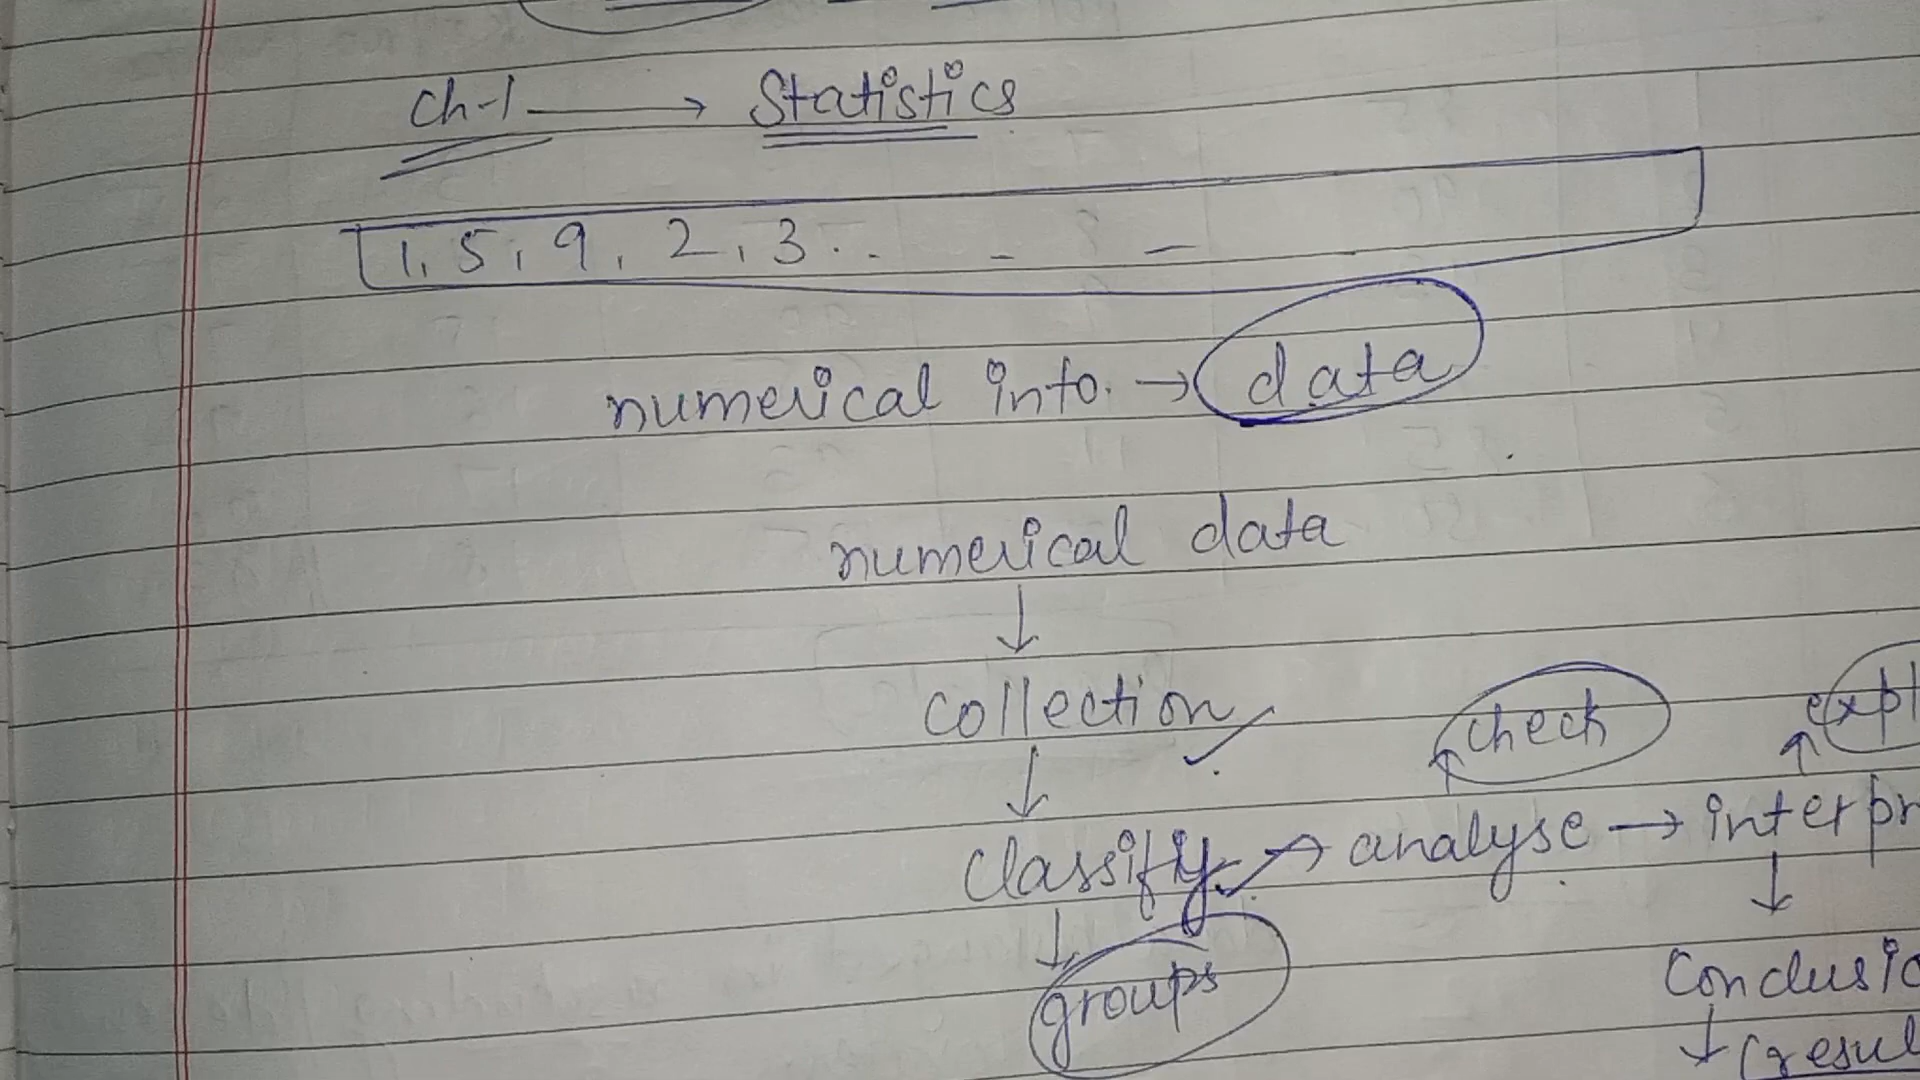 Ch-1 → Statistics
1, 5, 9, 2, 3 . . - -
numerical info. → data
numerical data
↓
collection
↓
check
classify → analyse → interpr
↓ ↓
groups